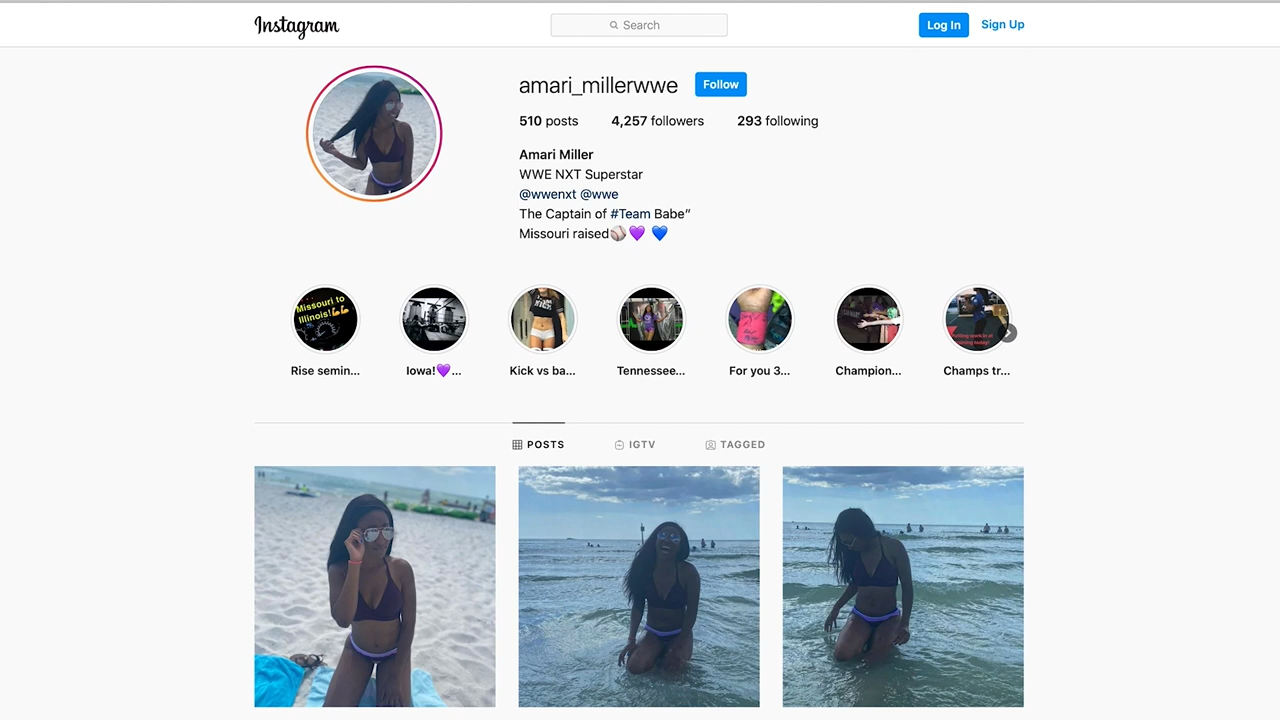 Instagram
Search
Log In
Sign Up
amari_millerwwe
Follow
510 posts
4,257 followers
293 following
Amari Miller
WWE NXT Superstar
@wwenxt @wwe
The Captain of #Team Babe”
Missouri raised⚾💜 💙
Missouri to
Illinois!💪💪
Rise semin...
Iowa!💜...
Kick vs ba...
Tennessee...
For you 3...
Champion...
Champs tr...
POSTS
IGTV
TAGGED